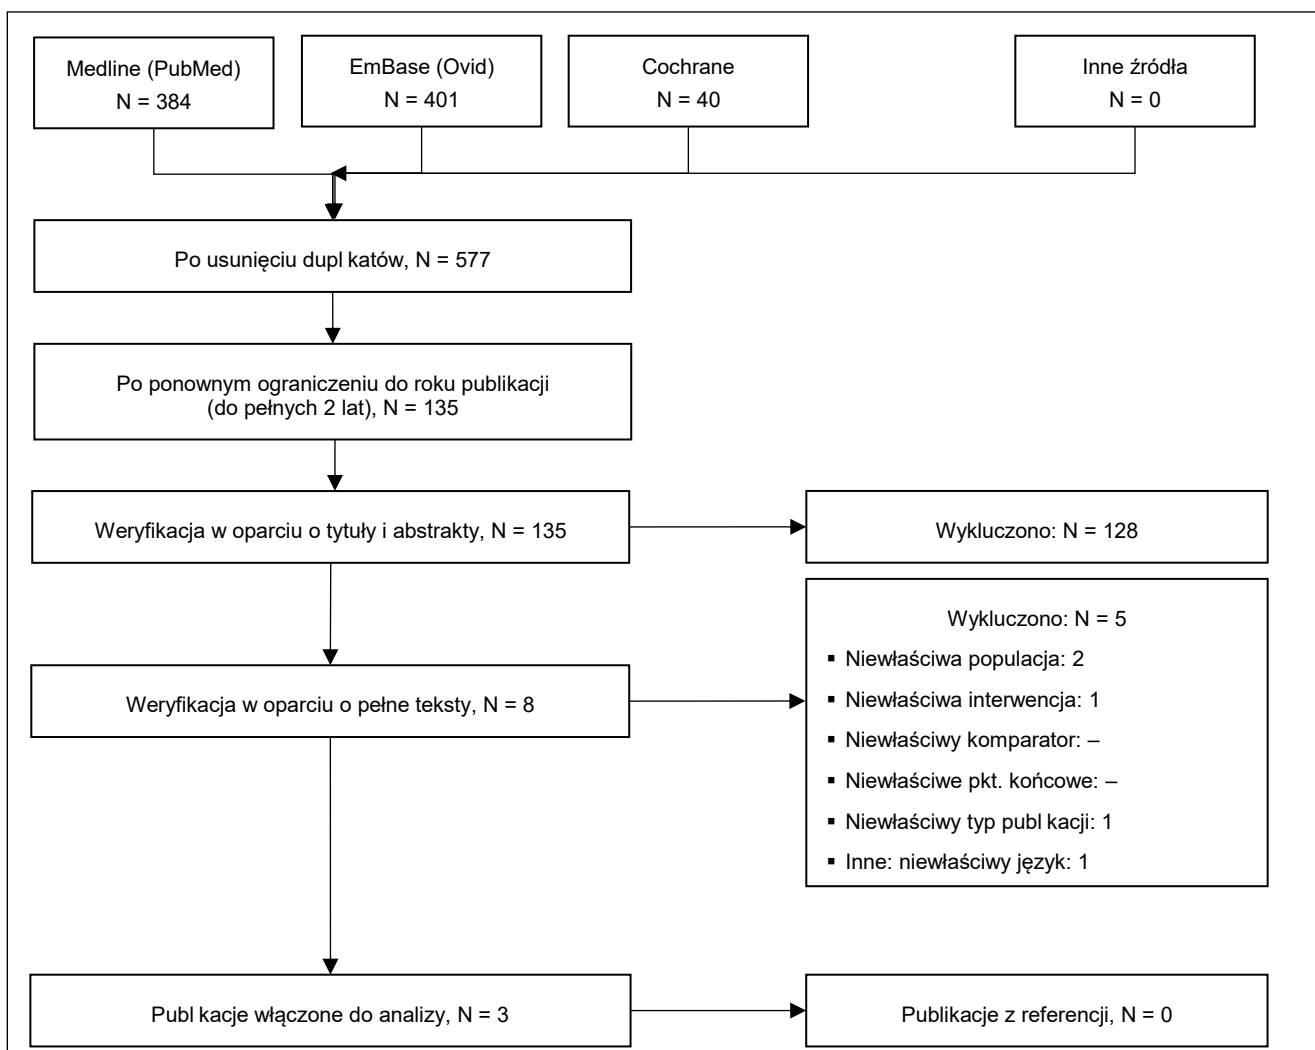 Medline (PubMed)
N = 384
EmBase (Ovid)
N = 401
Cochrane
N = 40
Inne źródła
N = 0
Po usunięciu dupl katów, N = 577
Po ponownym ograniczeniu do roku publikacji
(do pełnych 2 lat), N = 135
Weryfikacja w oparciu o tytuły i abstrakty, N = 135
Wykluczono: N = 128
Weryfikacja w oparciu o pełne teksty, N = 8
Wykluczono: N = 5
▪ Niewłaściwa populacja: 2
▪ Niewłaściwa interwencja: 1
▪ Niewłaściwy komparator: –
▪ Niewłaściwe pkt. końcowe: –
▪ Niewłaściwy typ publ kacji: 1
▪ Inne: niewłaściwy język: 1
Publ kacje włączone do analizy, N = 3
Publikacje z referencji, N = 0